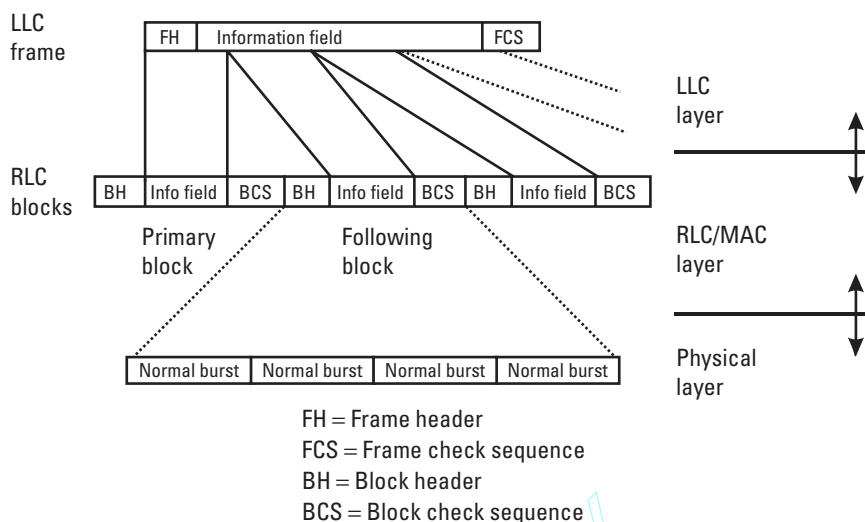 LLC
frame
FH Information field FCS
LLC
layer
RLC
blocks
BH Info field BCS BH Info field BCS BH Info field BCS
Primary
block
Following
block
RLC/MAC
layer
Normal burst Normal burst Normal burst Normal burst
Physical
layer
FH = Frame header
FCS = Frame check sequence
BH = Block header
BCS = Block check sequence